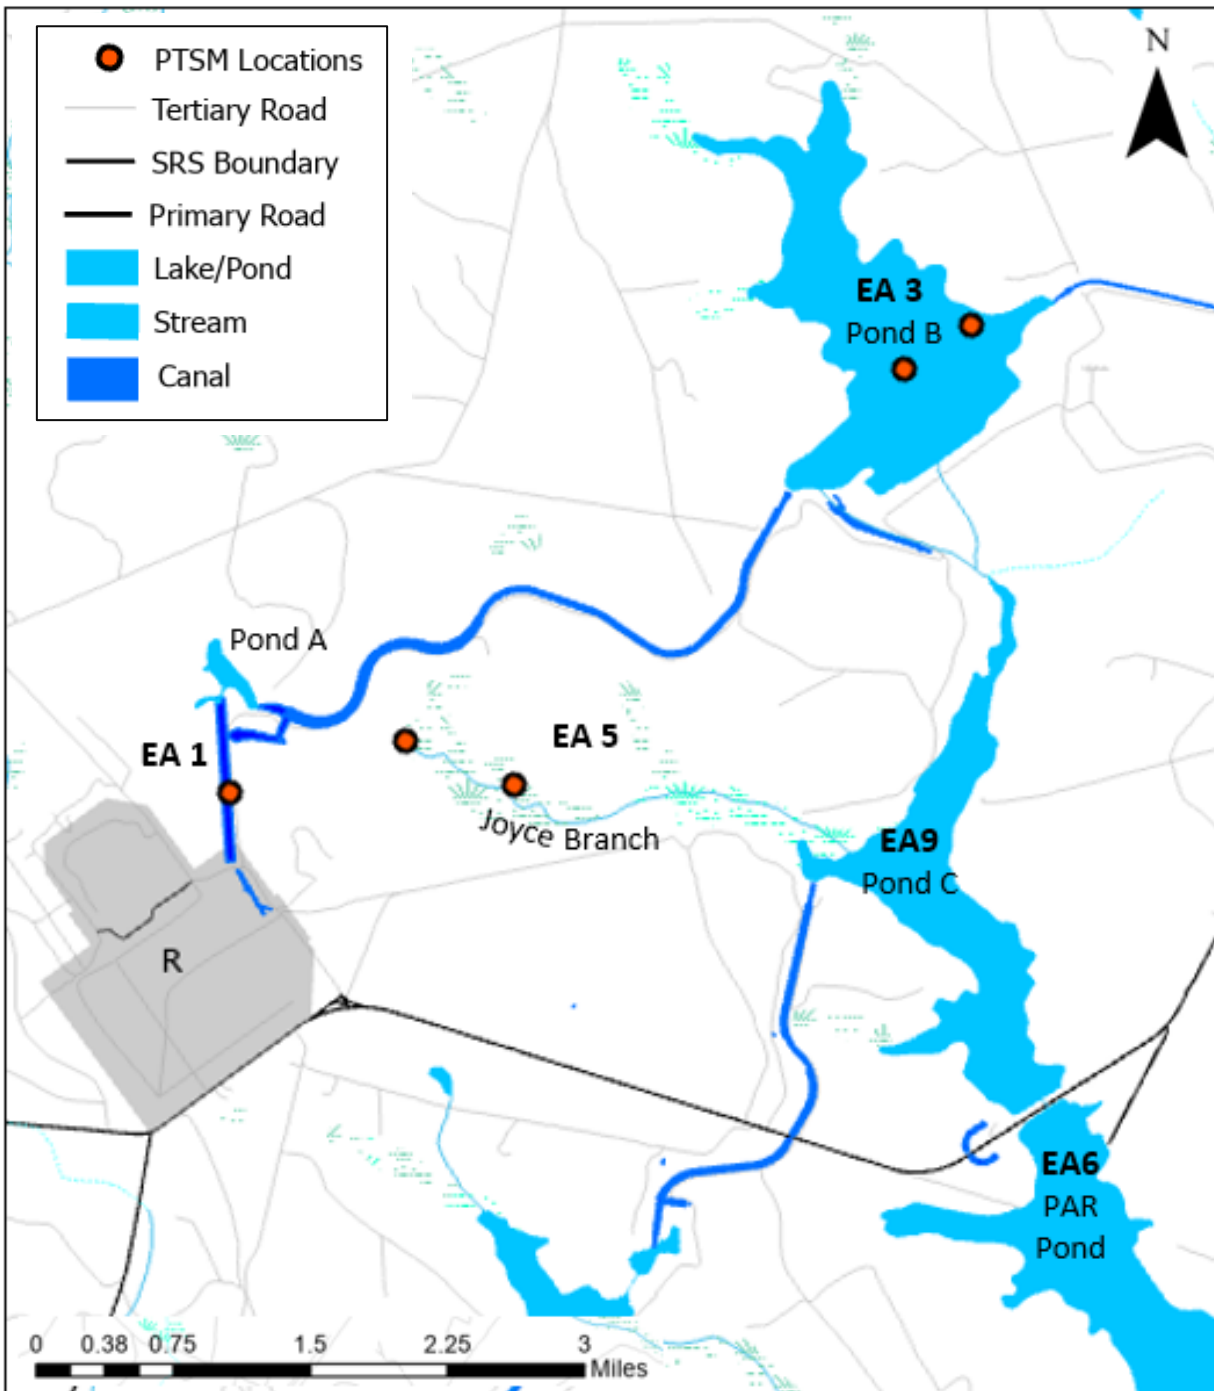 PTSM Locations
Tertiary Road
SRS Boundary
Primary Road
Lake/Pond
Stream
Canal
N
EA 3
Pond B
Pond A
EA 1
EA 5
Joyce Branch
EA9
Pond C
R
EA6
PAR
Pond
0 0.38 0.75 1.5 2.25 3
Miles